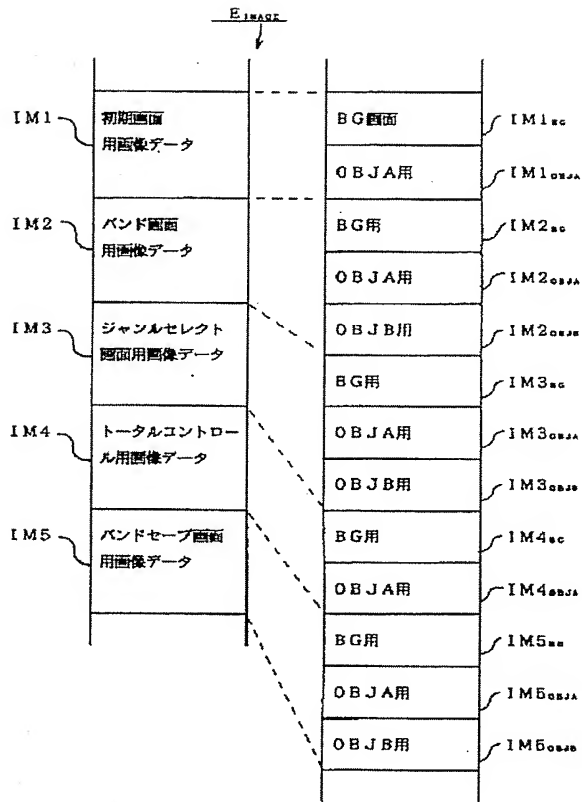 E IMAGE
IM1
初期画面
用画像データ
IM2
バンド画面
用画像データ
IM3
ジャンルセレクト
画面用画像データ
IM4
トータルコントロー
ル用画像データ
IM5
バンドセーブ画面
用画像データ
BG画面
IM1BG
OBJA用
IM1OBJA
BG用
IM2BG
OBJA用
IM2OBJA
OBJB用
IM2OBJB
BG用
IM3BG
OBJA用
IM3OBJA
OBJB用
IM3OBJB
BG用
IM4BG
OBJA用
IM4OBJA
BG用
IM5BG
OBJA用
IM5OBJA
OBJB用
IM5OBJB